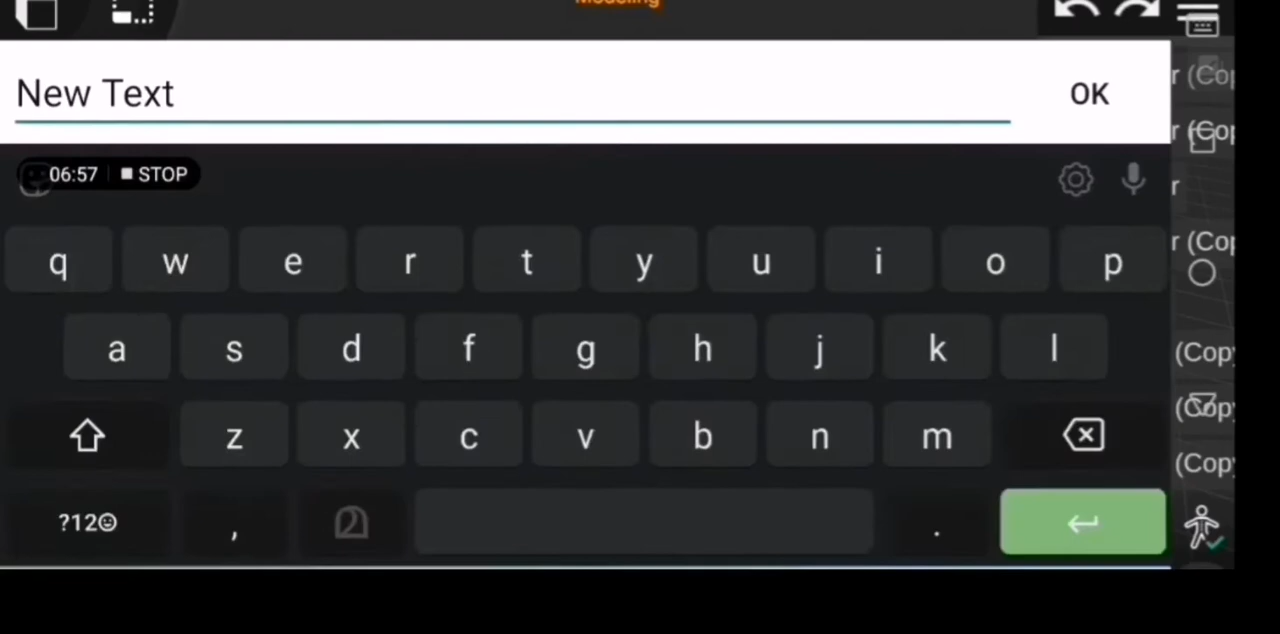 Modeling
New Text
OK
r (Cop
r (Cop
06:57 STOP
r
q w e r t y u i o p
r (Cop
a s d f g h j k l
(Copy
z x c v b n m
(Copy
(Copy
?12☺ , മ .